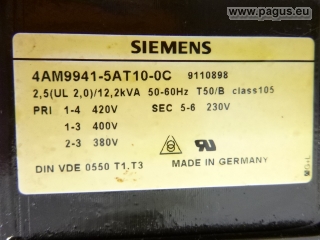 www.pagus.eu
SIEMENS
4AM9941-5AT10-0C 9110898
2,5(UL 2,0)/12,2kVA 50-60Hz T50/B class105
PRI 1-4 420V SEC 5-6 230V
1-3 400V
2-3 380V
DIN VDE 0550 T1,T3 MADE IN GERMANY